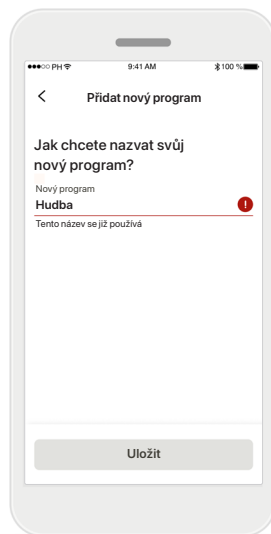 PH 9:41 AM 100 %
Přidat nový program
Jak chcete nazvat svůj
nový program?
Nový program
Hudba
!
Tento název se již používá
Uložit